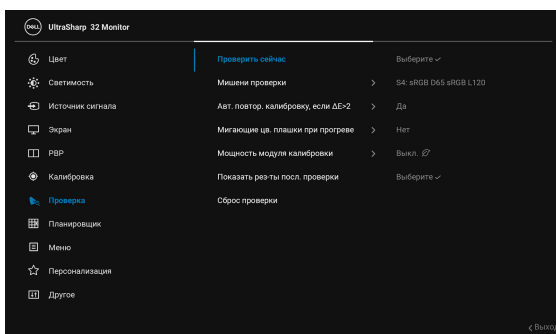 DELL UltraSharp 32 Monitor
Цвет
Светимость
Источник сигнала
Экран
PBP
Калибровка
Проверка
Планировщик
Меню
Персонализация
Другое
Проверить сейчас Выберите ✓
Мишени проверки > S4: sRGB D65 sRGB L120
Авт. повтор. калибровку, если ΔE>2 > Да
Мигающие цв. плашки при прогреве > Нет
Мощность модуля калибровки > Выкл.
Показать рез-ты посл. проверки Выберите ✓
Сброс проверки
< Выход